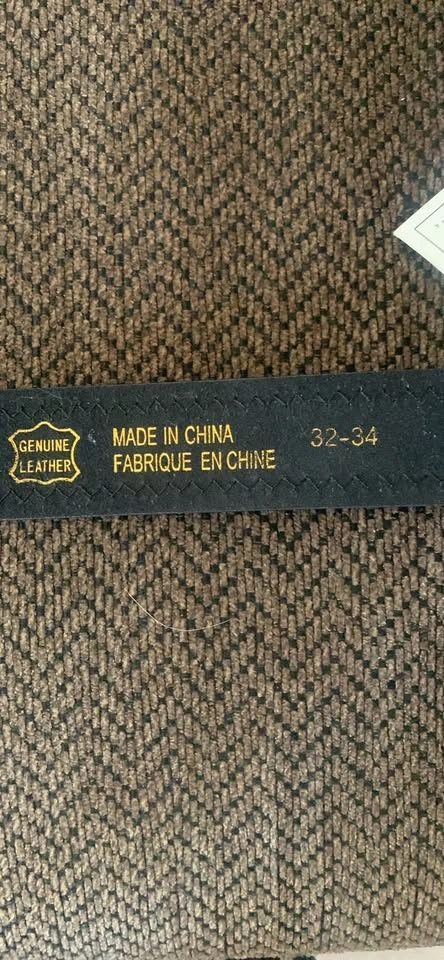 GENUINE
LEATHER
MADE IN CHINA
FABRIQUE EN CHINE
32-34